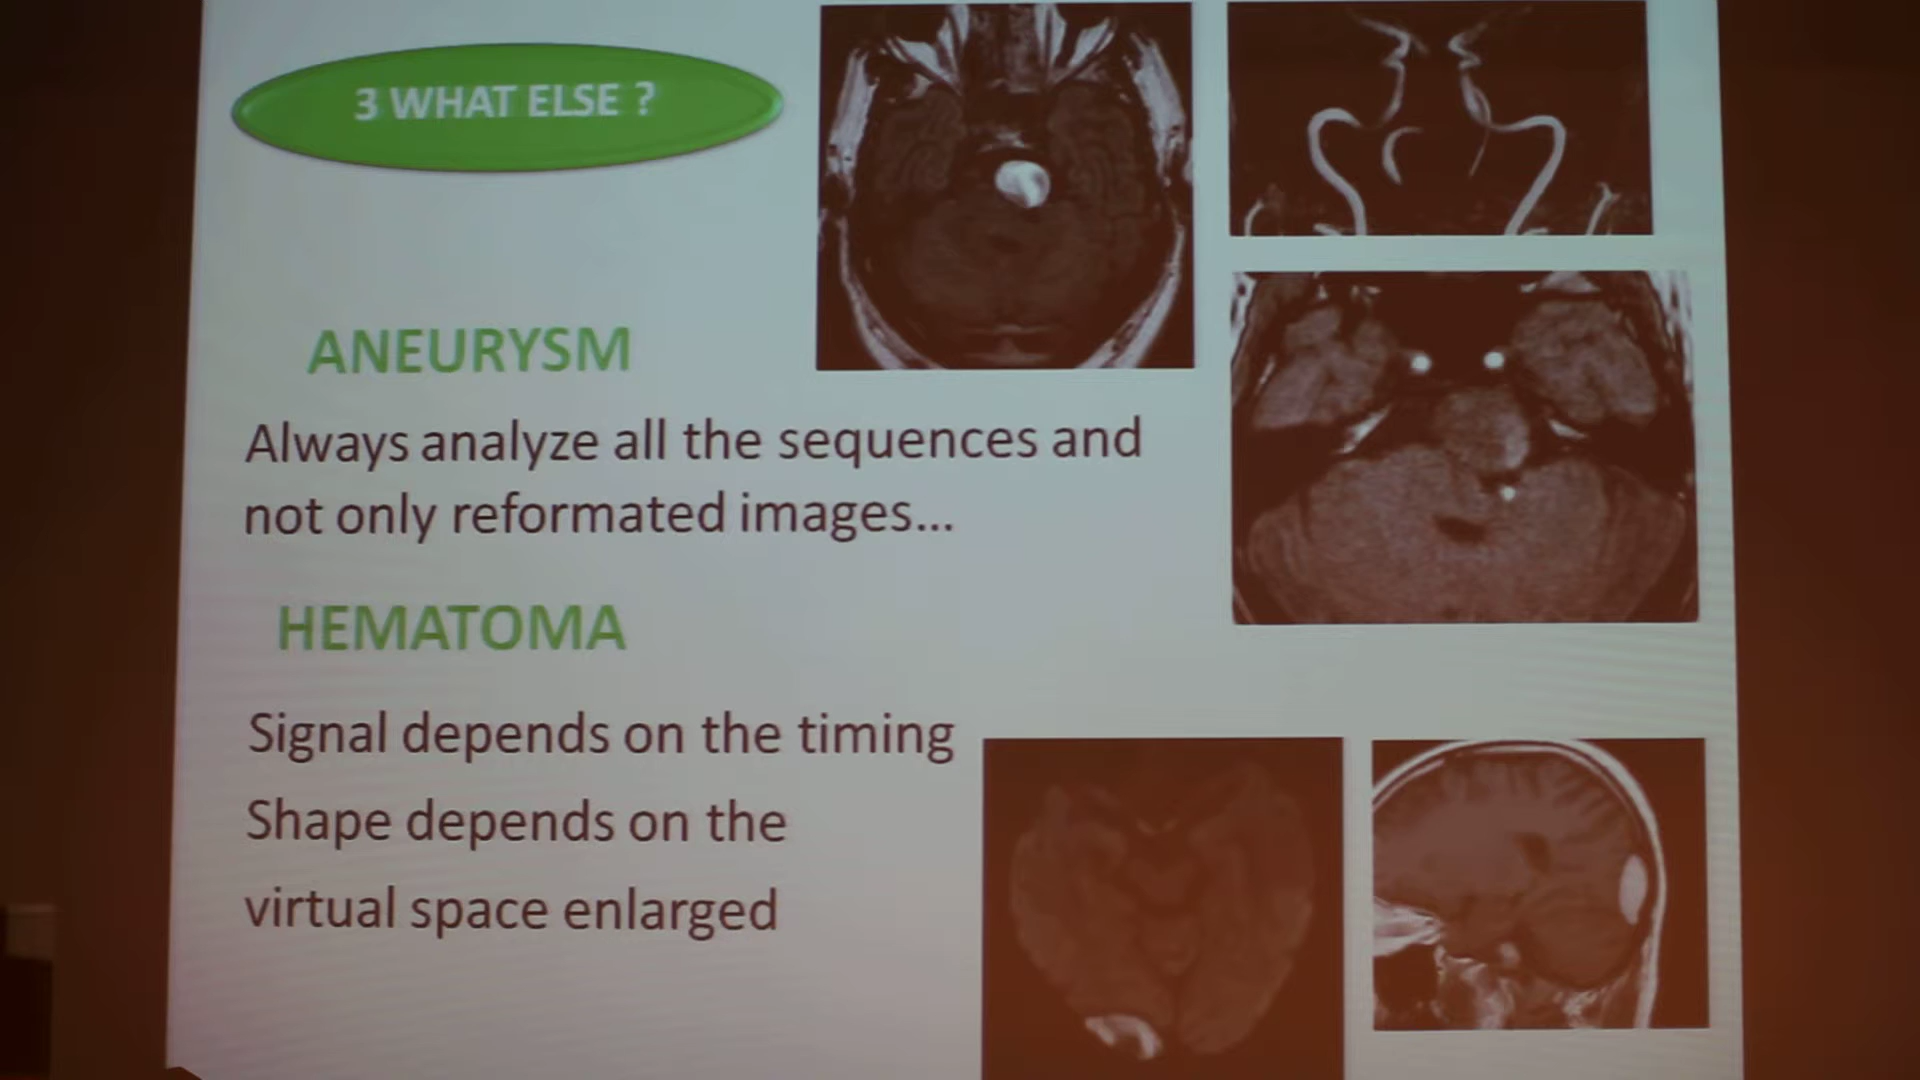 3 WHAT ELSE ?
ANEURYSM
Always analyze all the sequences and
not only reformated images...
HEMATOMA
Signal depends on the timing
Shape depends on the
virtual space enlarged